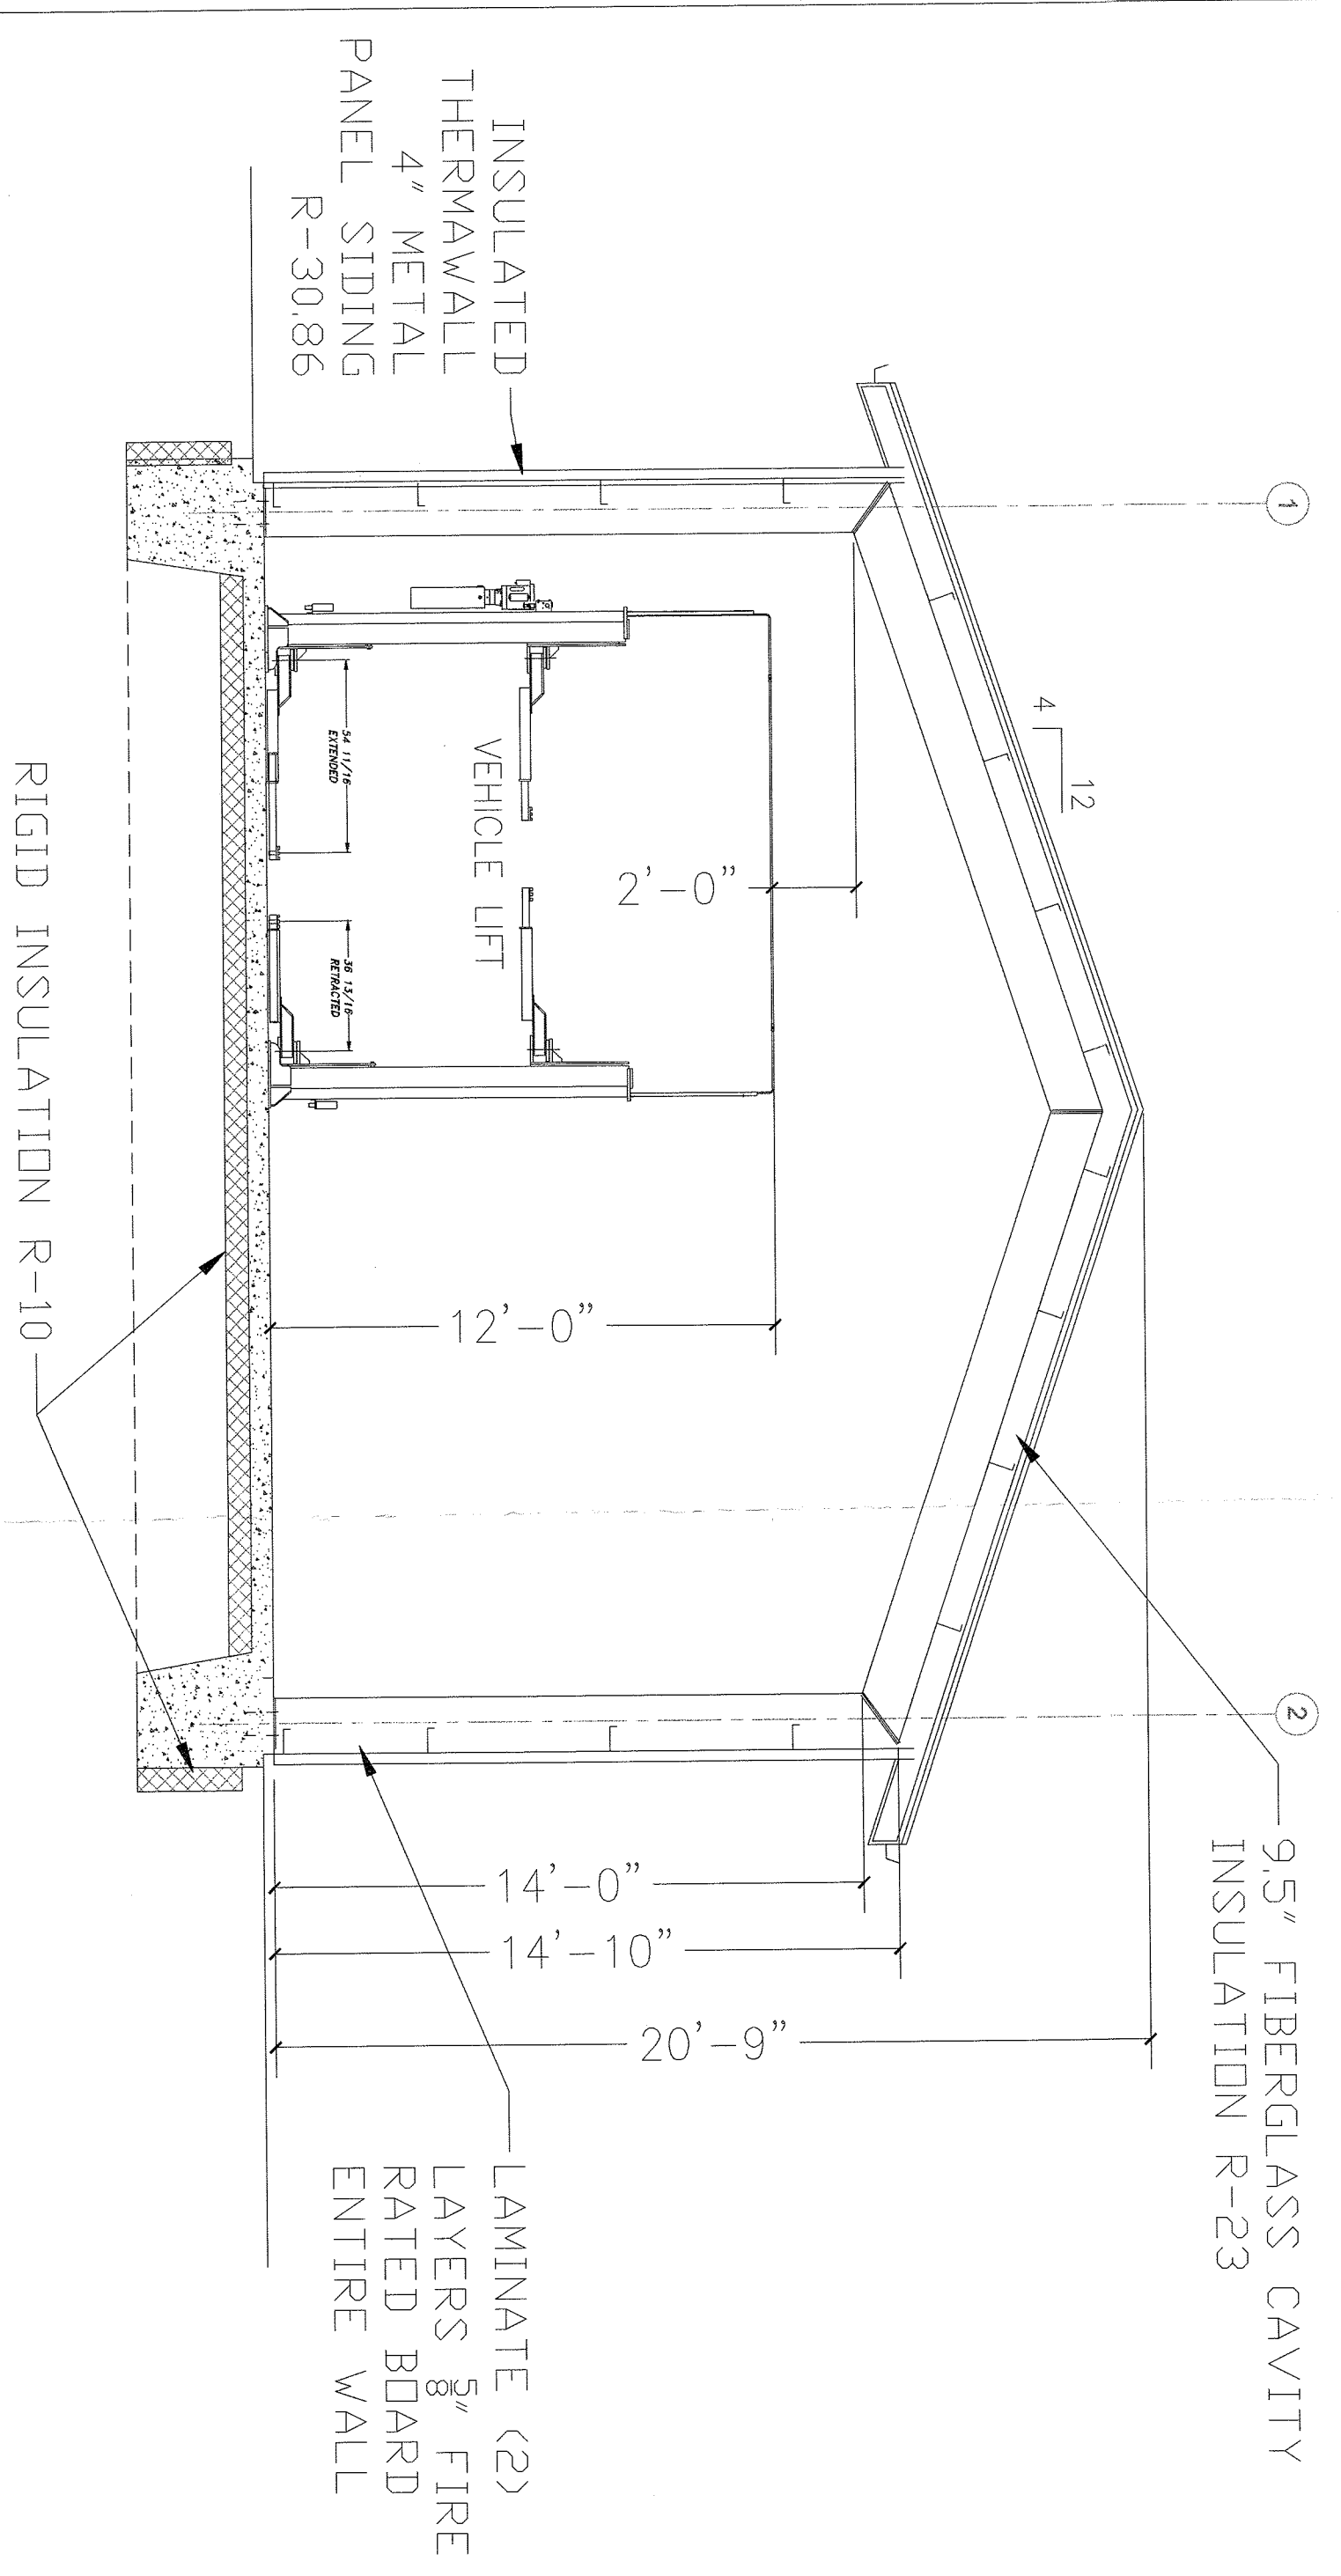 1
2
9.5" FIBERGLASS CAVITY
INSULATION R-23
4
12
INSULATED
THERMAWALL
4" METAL
PANEL SIDING
R-30.86
2'-0"
VEHICLE LIFT
54 11/16
EXTENDED
36 13/16
RETRACTED
12'-0"
14'-0"
14'-10"
20'-9"
LAMINATE (2)
LAYERS 5/8" FIRE
RATED BOARD
ENTIRE WALL
RIGID INSULATION R-10